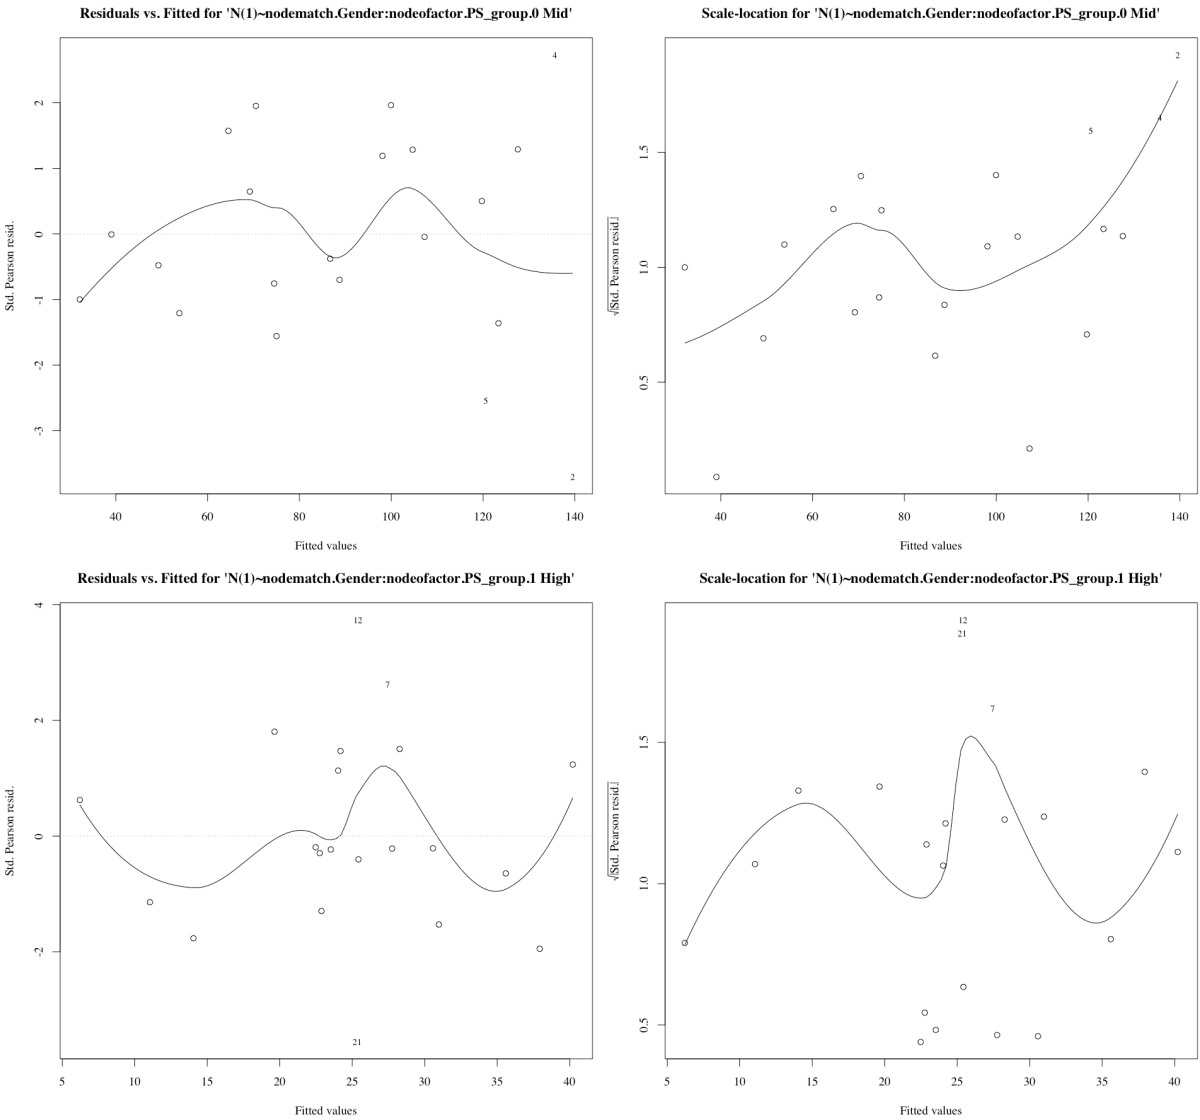 Residuals vs. Fitted for 'N(1)~nodematch.Gender:nodeofactor.PS_group.0 Mid'
4
2
1
0
-1
-2
-3
5
2
Std. Pearson resid.
40 60 80 100 120 140
Fitted values
Scale-location for 'N(1)~nodematch.Gender:nodeofactor.PS_group.0 Mid'
2
4
5
1.5
1.0
0.5
√|Std. Pearson resid.|
40 60 80 100 120 140
Fitted values
Residuals vs. Fitted for 'N(1)~nodematch.Gender:nodeofactor.PS_group.1 High'
4
12
7
2
0
-2
21
Std. Pearson resid.
5 10 15 20 25 30 35 40
Fitted values
Scale-location for 'N(1)~nodematch.Gender:nodeofactor.PS_group.1 High'
12
21
7
1.5
1.0
0.5
√|Std. Pearson resid.|
5 10 15 20 25 30 35 40
Fitted values